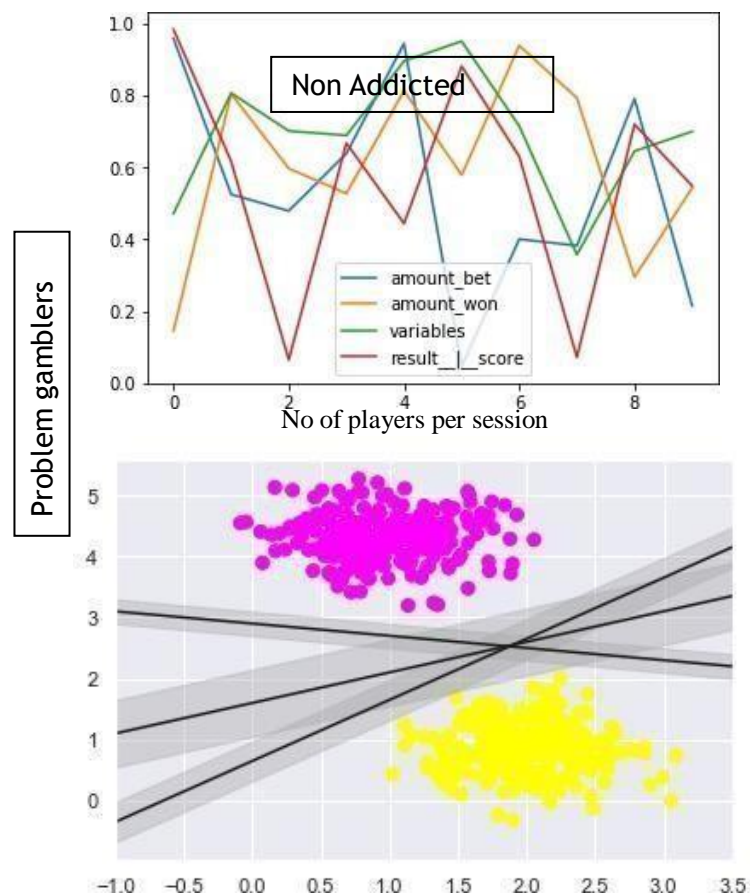 1.0
0.8
0.6
0.4
0.2
0.0
Non Addicted
amount_bet
amount_won
variables
result__|__score
0 2 4 6 8
No of players per session
Problem gamblers
5
4
3
2
1
0
−1.0 −0.5 0.0 0.5 1.0 1.5 2.0 2.5 3.0 3.5